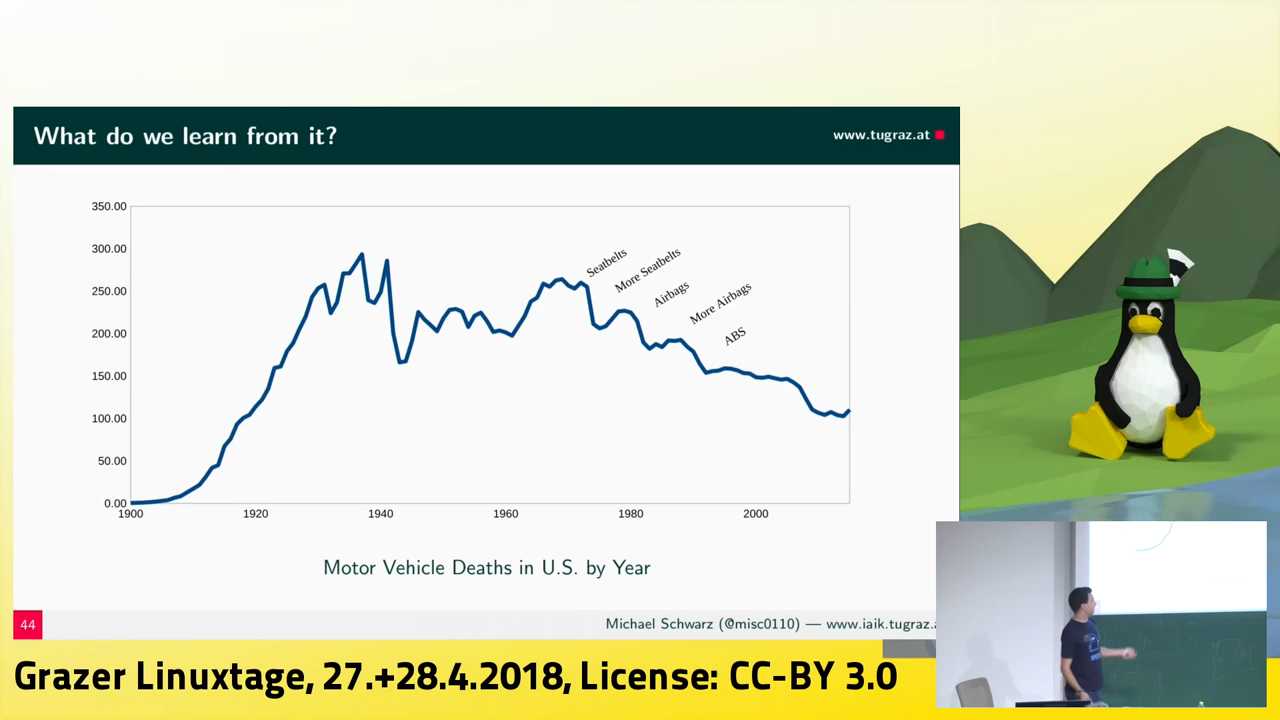 What do we learn from it?
www.tugraz.at
350.00
300.00
250.00
200.00
150.00
100.00
50.00
0.00
Seatbelts
More Seatbelts
Airbags
More Airbags
ABS
1900
1920
1940
1960
1980
2000
Motor Vehicle Deaths in U.S. by Year
44
Michael Schwarz (@misc0110) — www.iaik.tugraz.a
Grazer Linuxtage, 27.+28.4.2018, License: CC-BY 3.0